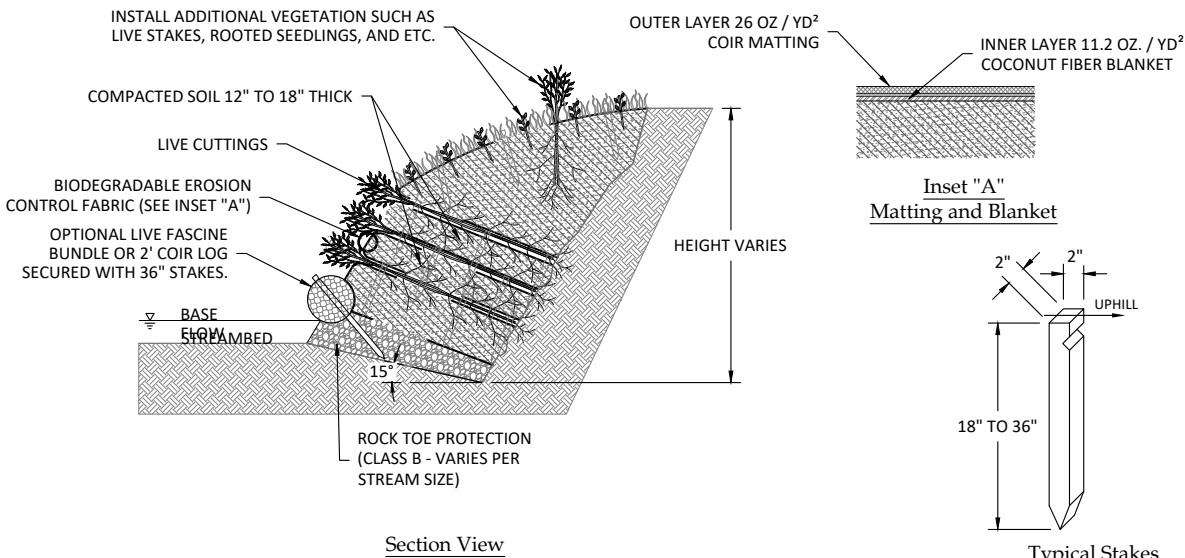 INSTALL ADDITIONAL VEGETATION SUCH AS
LIVE STAKES, ROOTED SEEDLINGS, AND ETC.
COMPACTED SOIL 12" TO 18" THICK
LIVE CUTTINGS
BIODEGRADABLE EROSION
CONTROL FABRIC (SEE INSET "A")
OPTIONAL LIVE FASCINE
BUNDLE OR 2' COIR LOG
SECURED WITH 36" STAKES.
BASE
FLOW
STREAMBED
15°
HEIGHT VARIES
ROCK TOE PROTECTION
(CLASS B - VARIES PER
STREAM SIZE)
Section View
OUTER LAYER 26 OZ / YD²
COIR MATTING
INNER LAYER 11.2 OZ. / YD²
COCONUT FIBER BLANKET
Inset "A"
Matting and Blanket
2"
2"
UPHILL
18" TO 36"
Typical Stakes